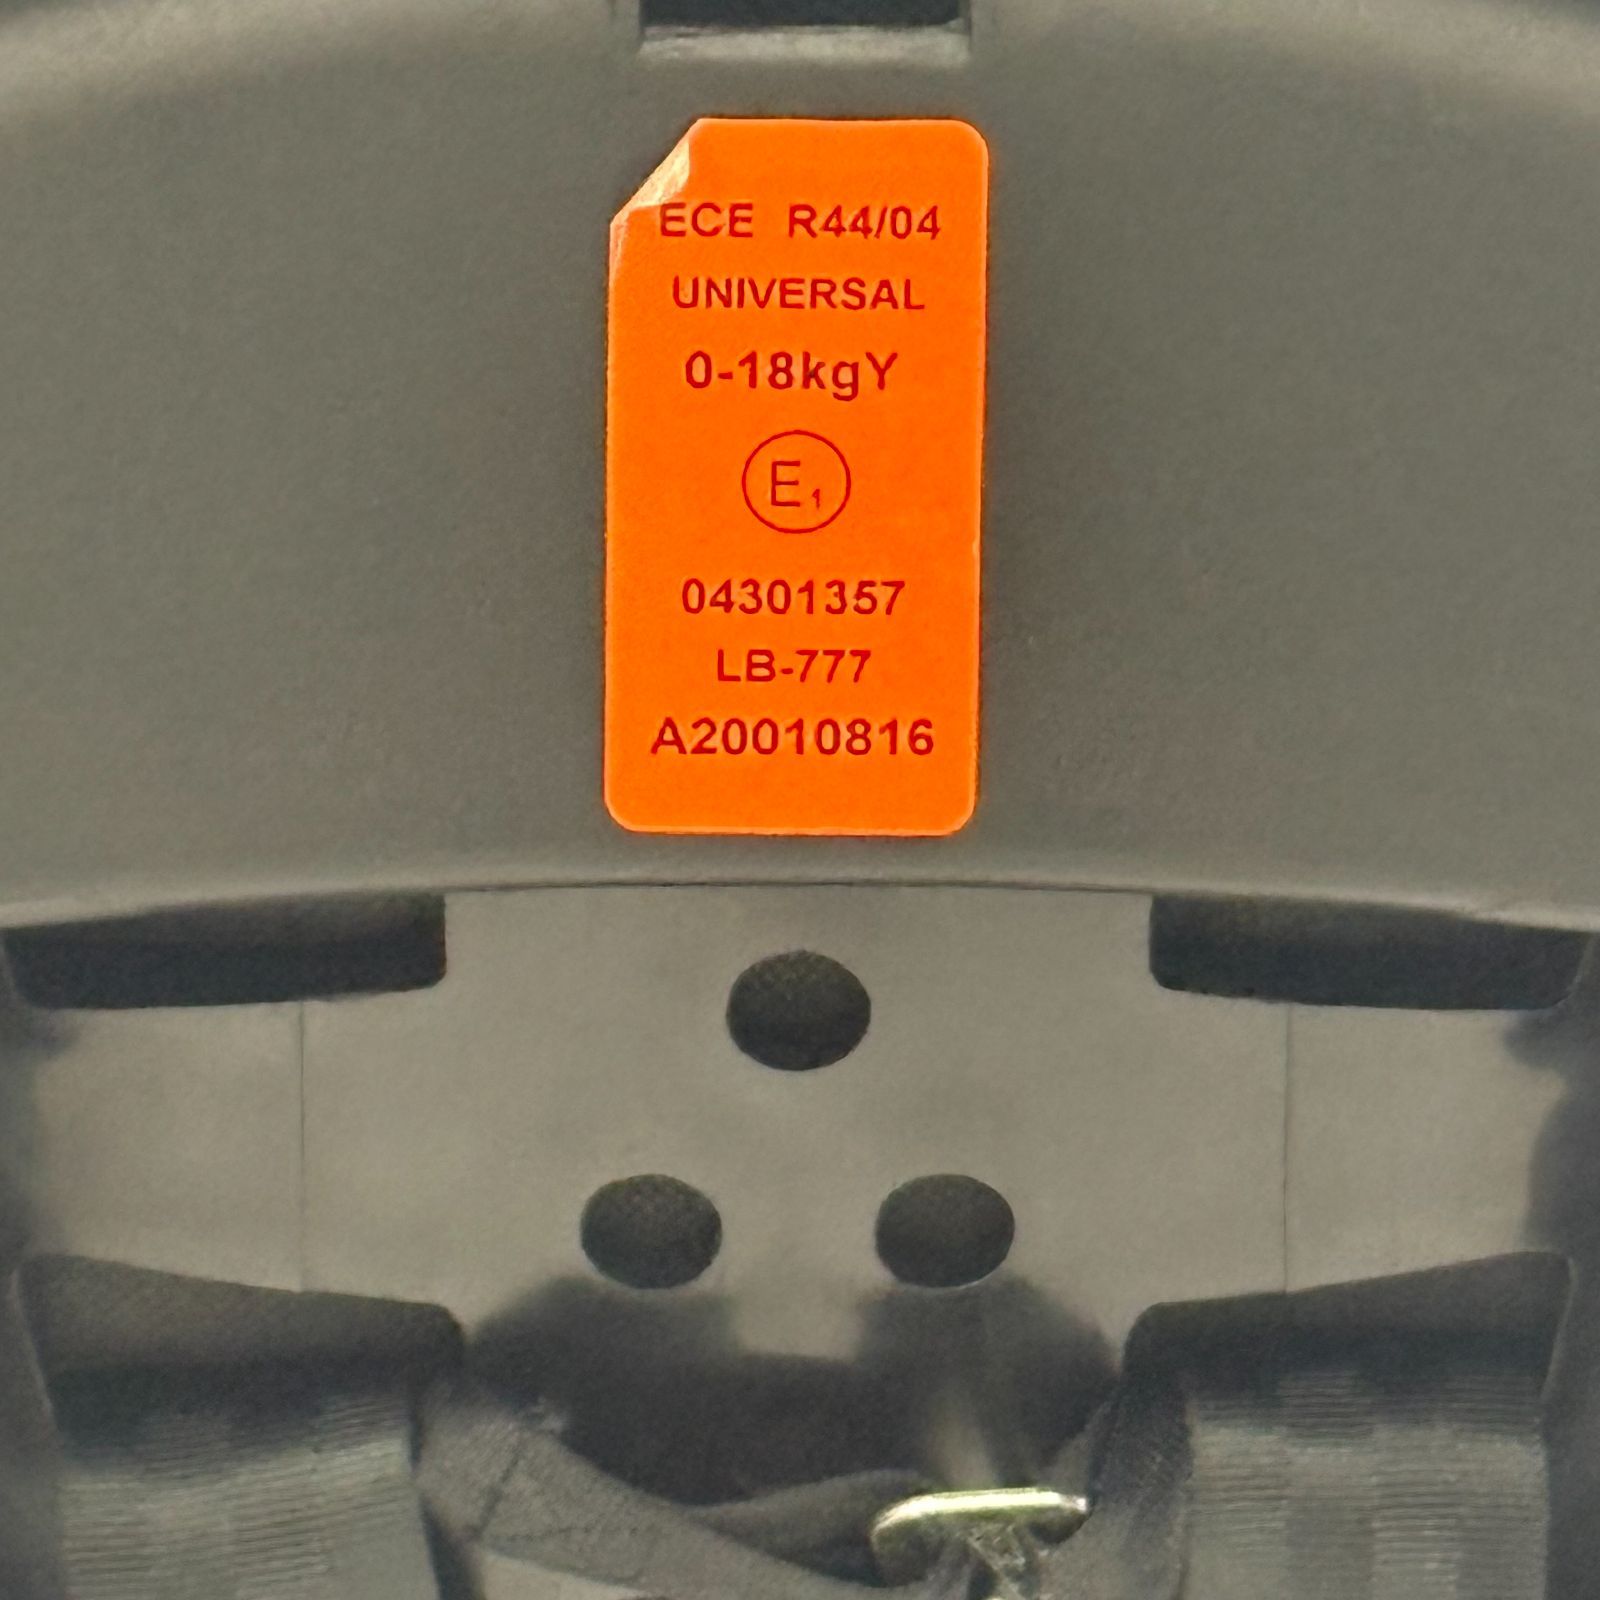 ECE R44/04
UNIVERSAL
0-18kgY
E1
04301357
LB-777
A20010816